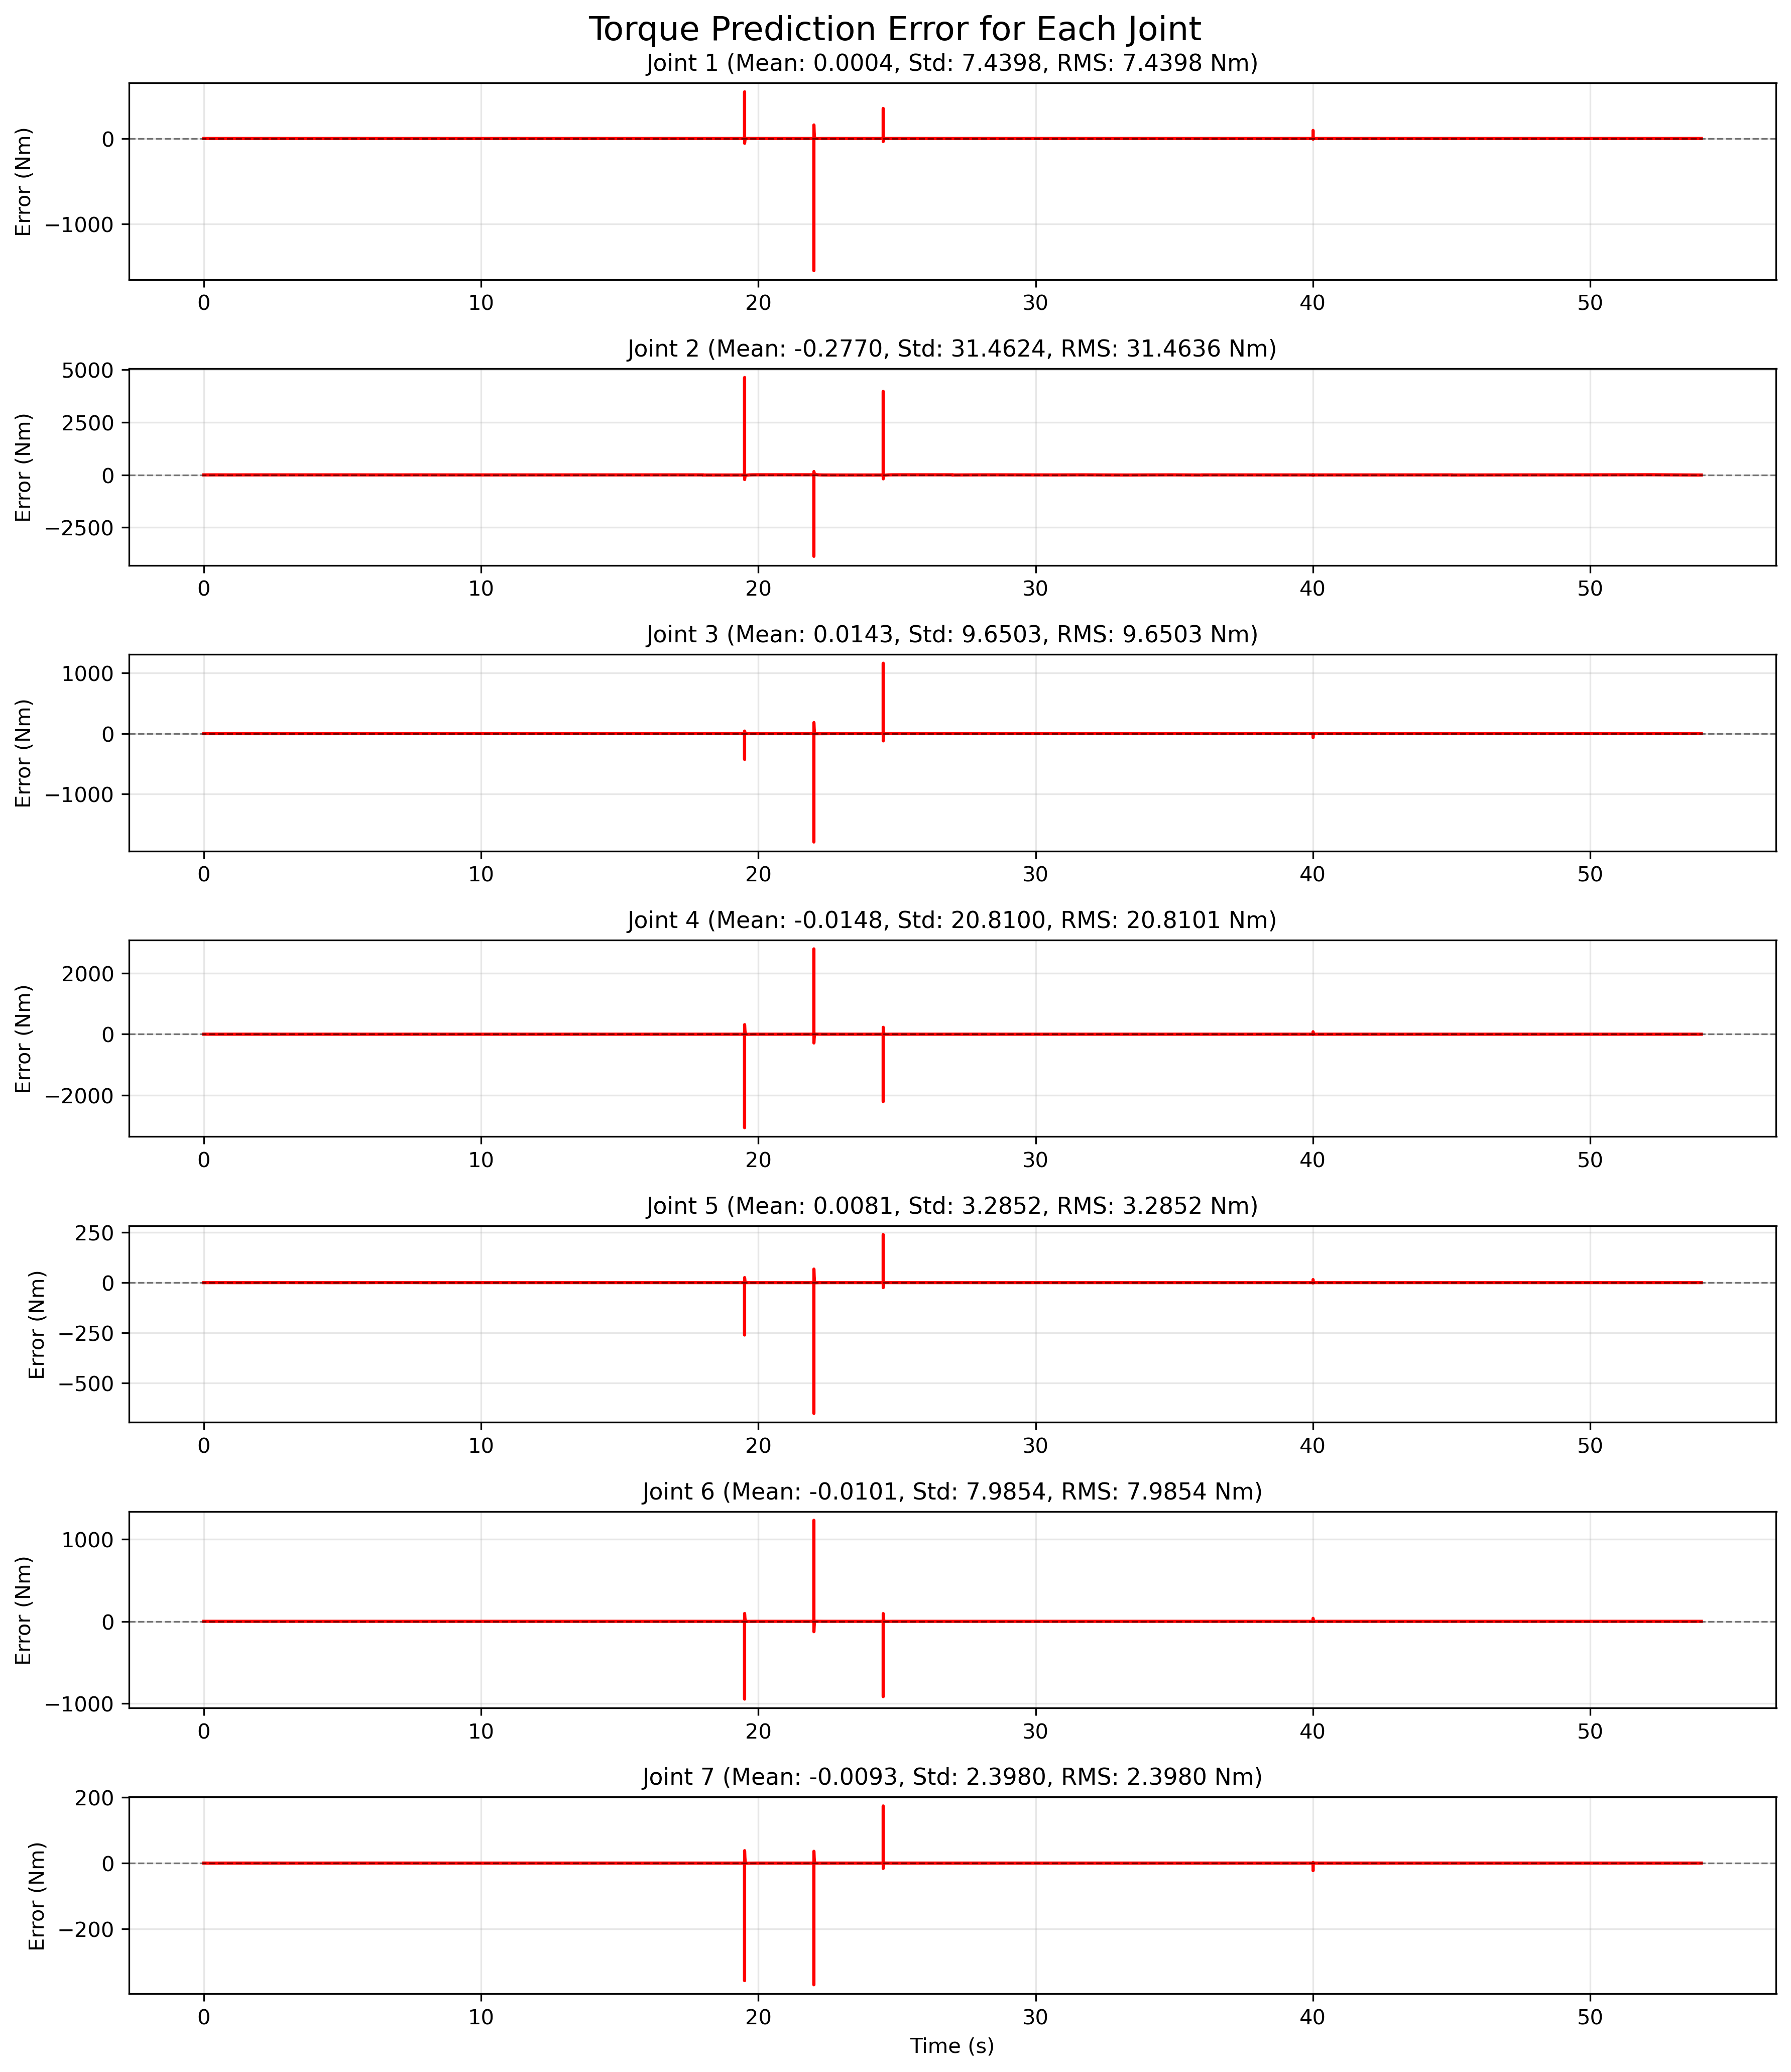 Torque Prediction Error for Each Joint
Joint 1 (Mean: 0.0004, Std: 7.4398, RMS: 7.4398 Nm)
Error (Nm)
0
−1000
0 10 20 30 40 50
Joint 2 (Mean: -0.2770, Std: 31.4624, RMS: 31.4636 Nm)
Error (Nm)
5000
2500
0
−2500
0 10 20 30 40 50
Joint 3 (Mean: 0.0143, Std: 9.6503, RMS: 9.6503 Nm)
Error (Nm)
1000
0
−1000
0 10 20 30 40 50
Joint 4 (Mean: -0.0148, Std: 20.8100, RMS: 20.8101 Nm)
Error (Nm)
2000
0
−2000
0 10 20 30 40 50
Joint 5 (Mean: 0.0081, Std: 3.2852, RMS: 3.2852 Nm)
Error (Nm)
250
0
−250
−500
0 10 20 30 40 50
Joint 6 (Mean: -0.0101, Std: 7.9854, RMS: 7.9854 Nm)
Error (Nm)
1000
0
−1000
0 10 20 30 40 50
Joint 7 (Mean: -0.0093, Std: 2.3980, RMS: 2.3980 Nm)
Error (Nm)
200
0
−200
0 10 20 30 40 50
Time (s)